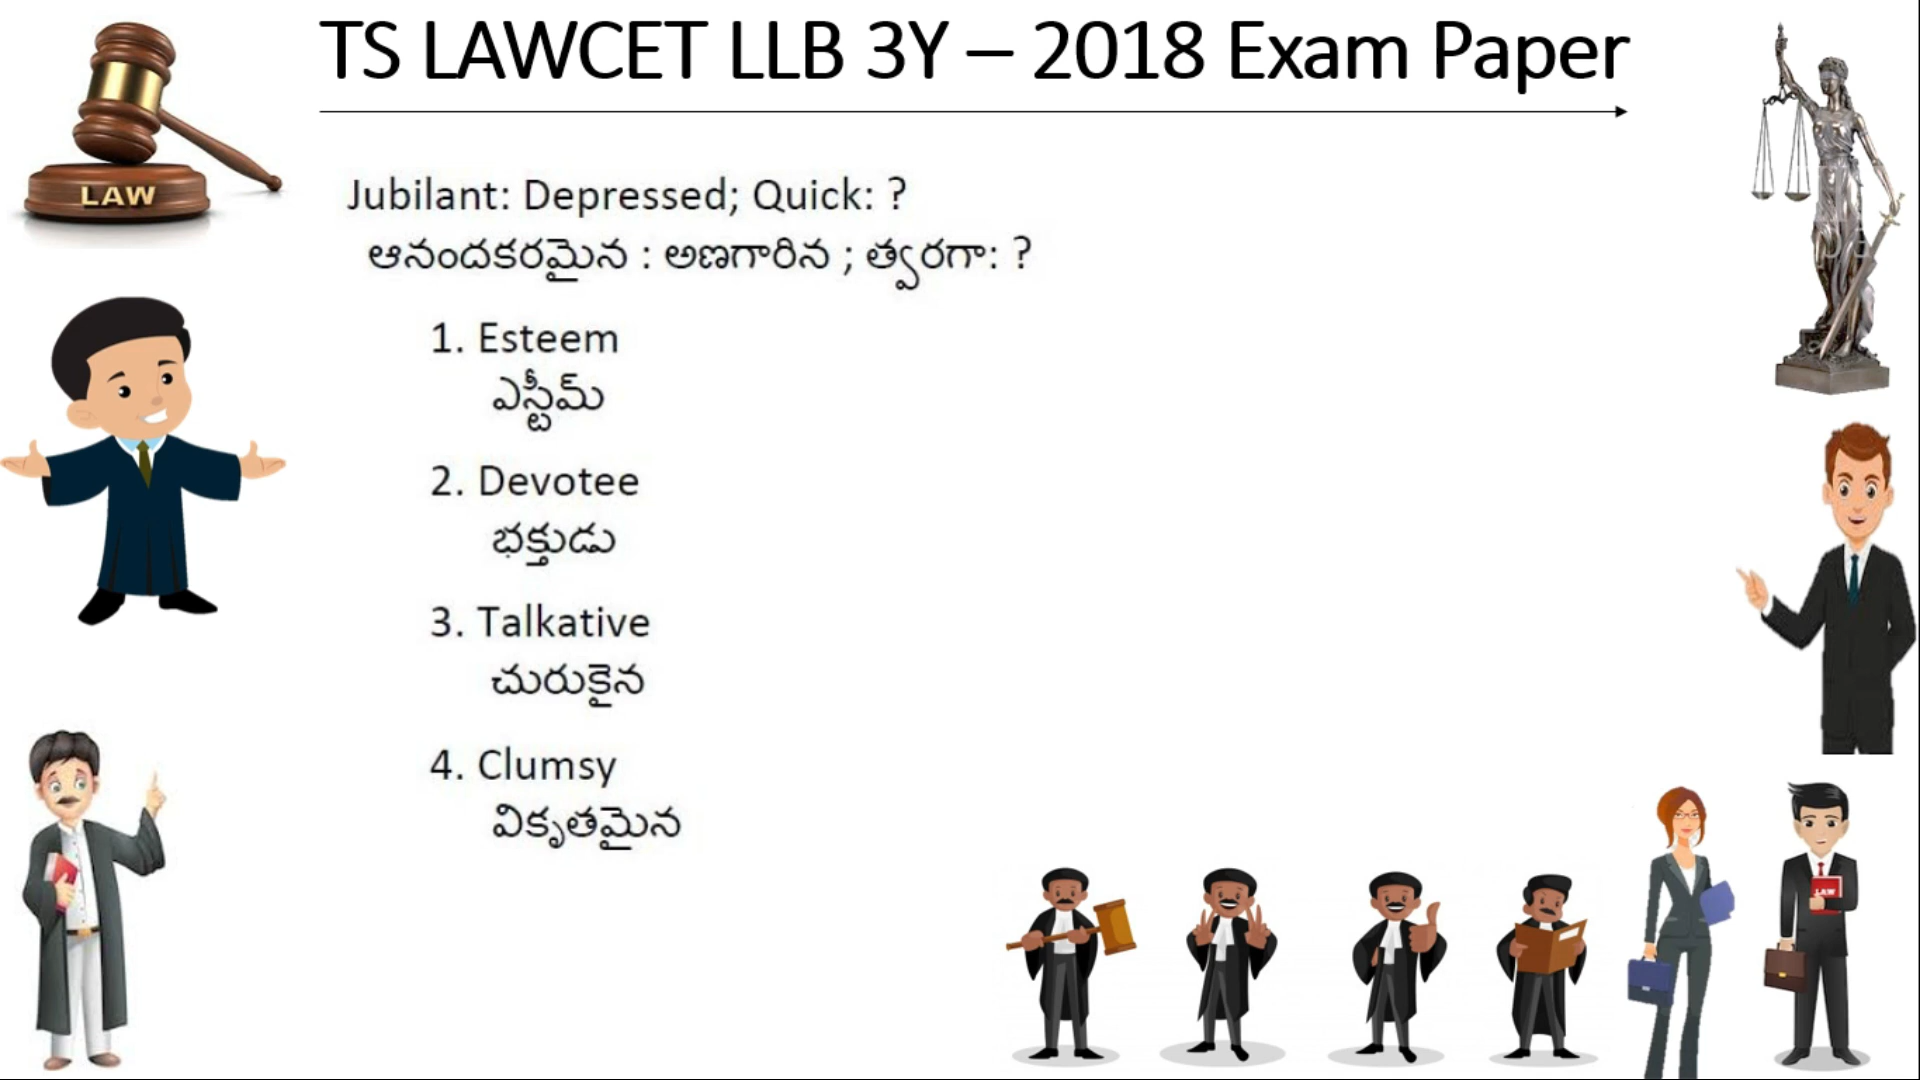 TS LAWCET LLB 3Y – 2018 Exam Paper
LAW
Jubilant: Depressed; Quick: ?
ఆనందకరమైన : అణగారిన ; త్వరగా: ?
1. Esteem
ఎస్టీమ్
2. Devotee
భక్తుడు
3. Talkative
చురుకైన
4. Clumsy
వికృతమైన
LAW